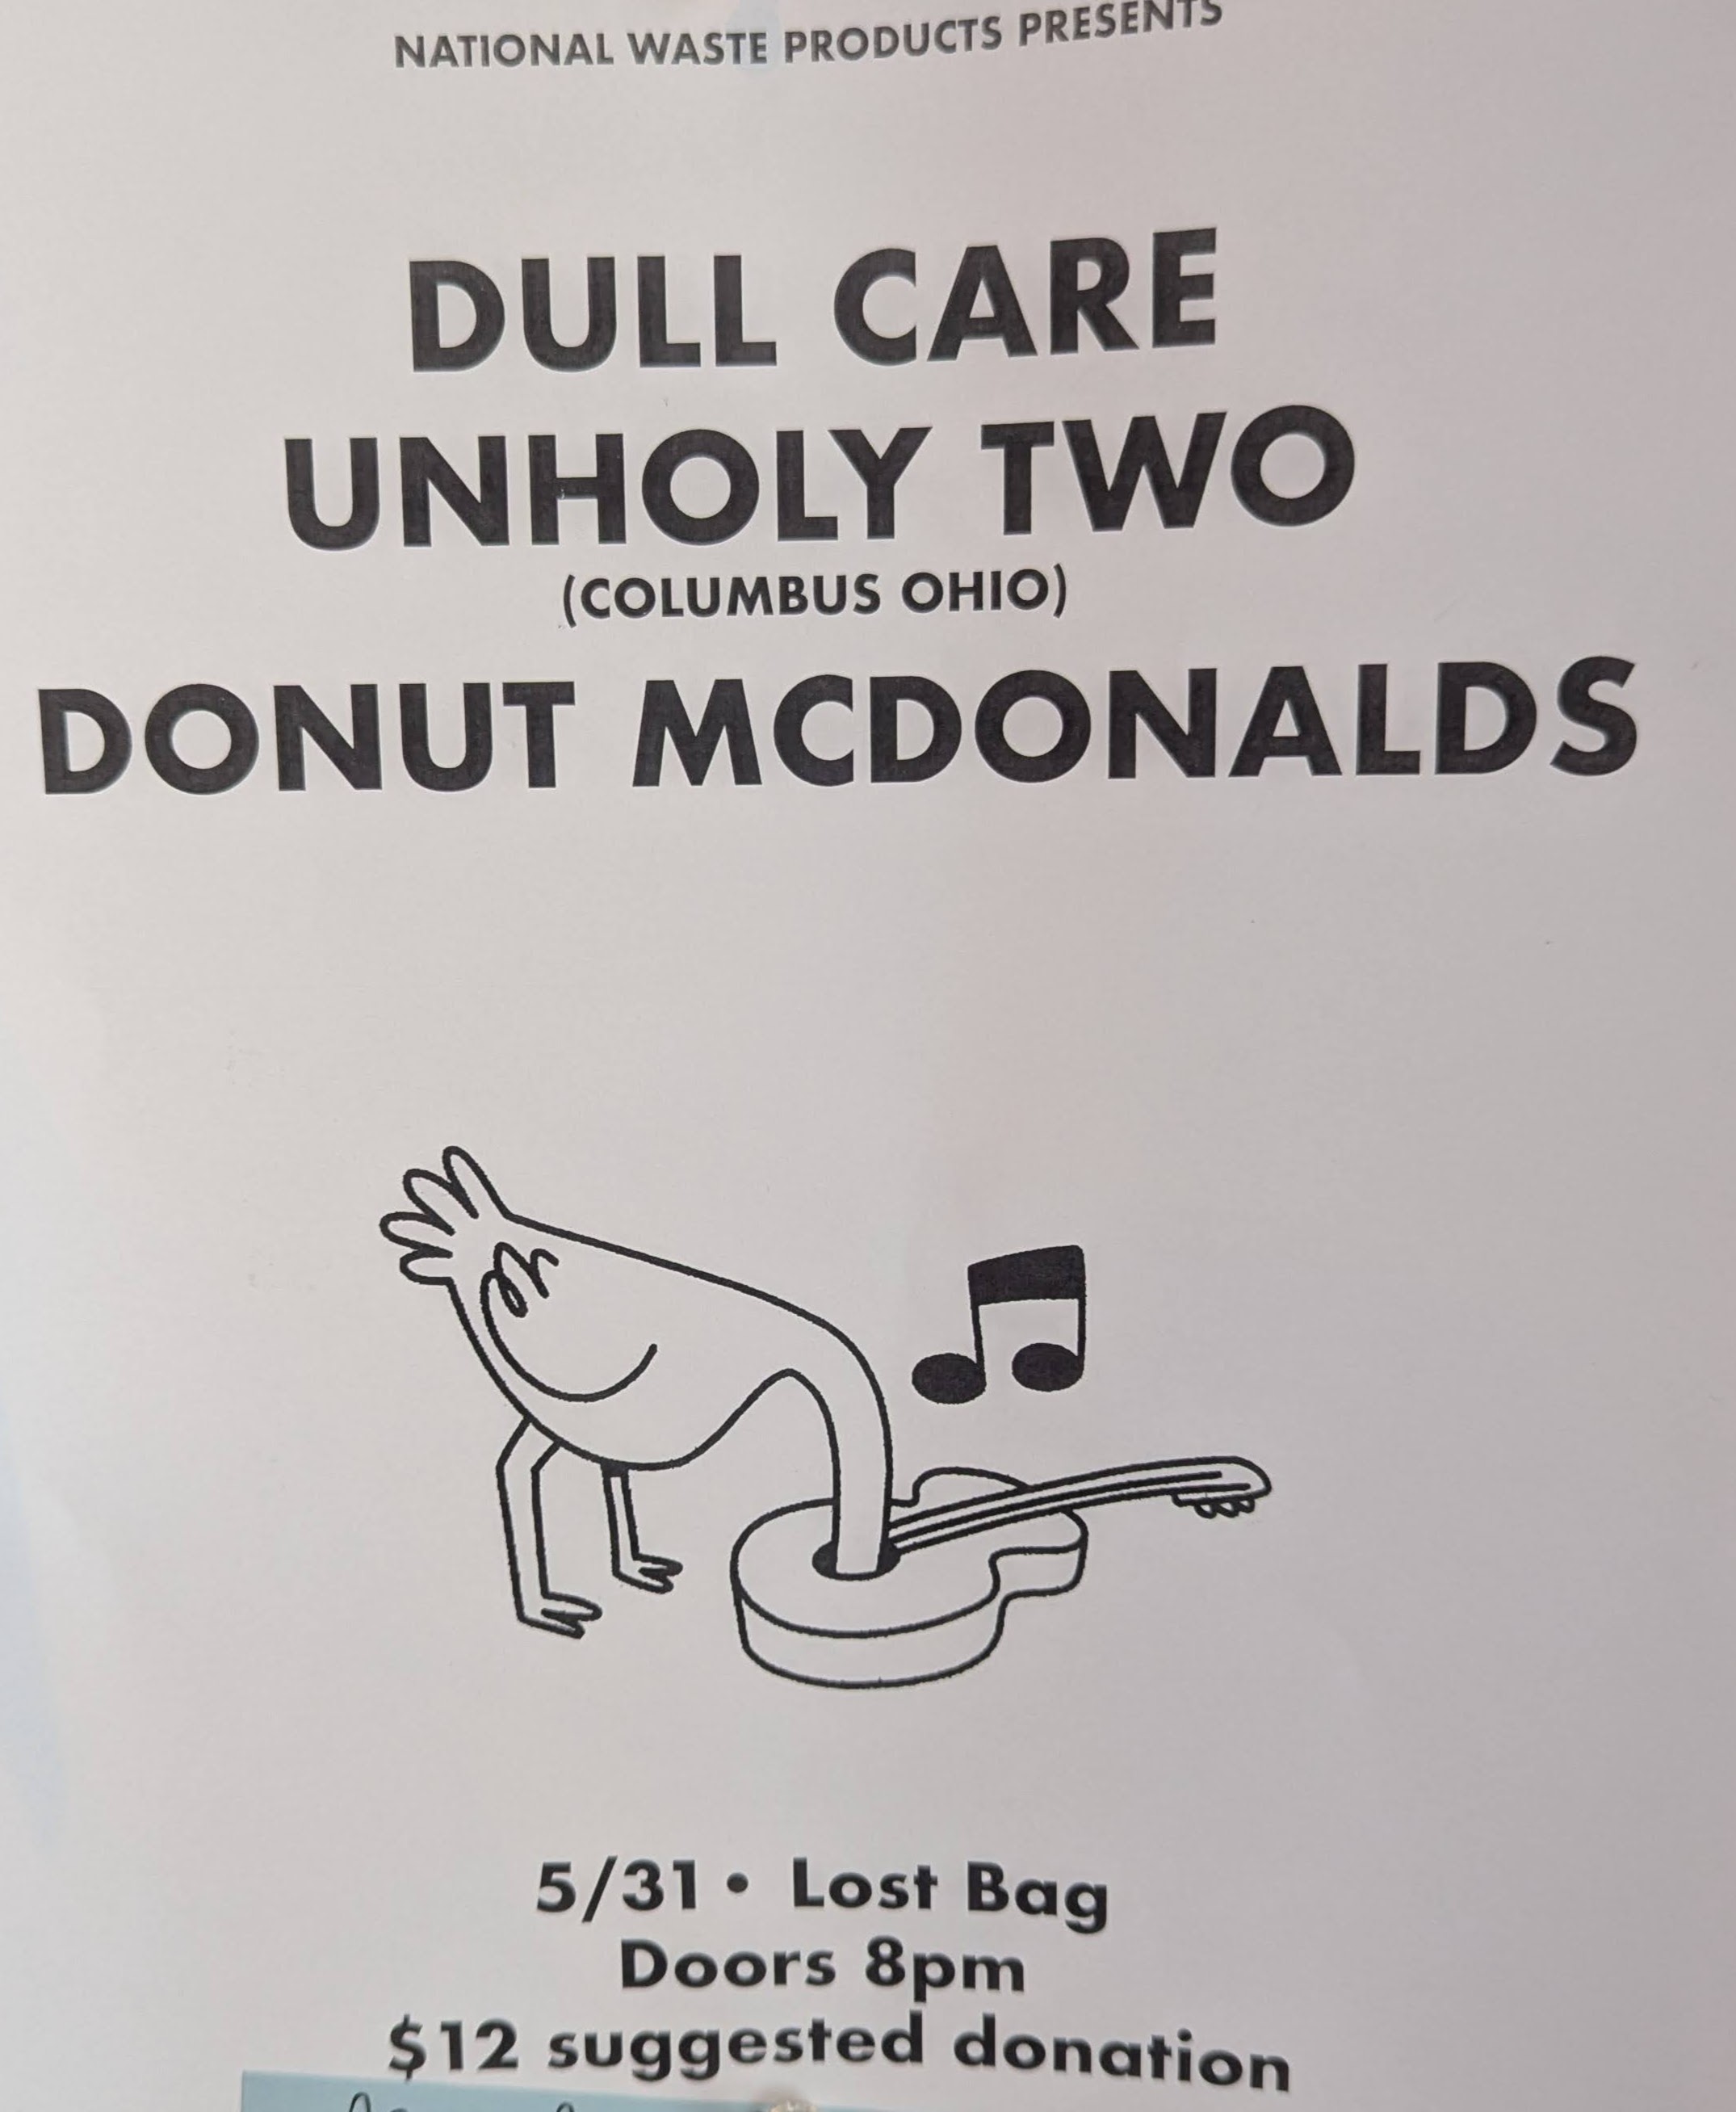 NATIONAL WASTE PRODUCTS PRESENTS
DULL CARE
UNHOLY TWO
(COLUMBUS OHIO)
DONUT MCDONALDS
5/31 • Lost Bag
Doors 8pm
$12 suggested donation